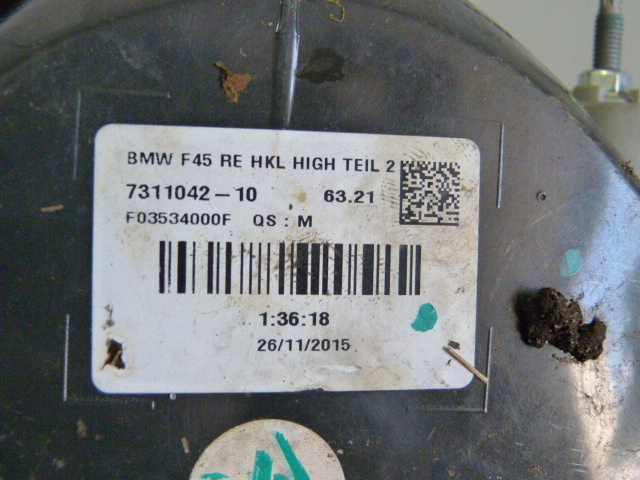 BMW F45 RE HKL HIGH TEIL 2
7311042-10 63.21
F03534000F QS : M
1:36:18
26/11/2015